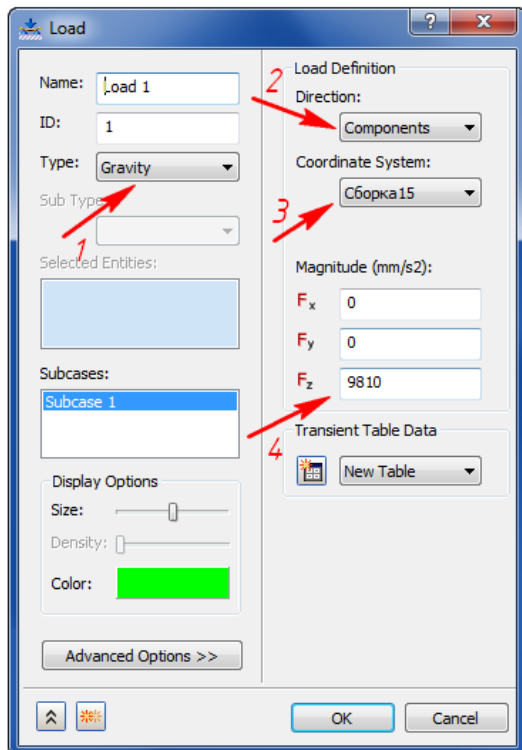 Load
Name:
Load 1
ID:
1
Type:
Gravity
Sub Type
1
Selected Entities:
Subcases:
Subcase 1
Display Options
Size:
Density:
Color:
Advanced Options >>
2
Load Definition
Direction:
Components
Coordinate System:
Сборка15
3
Magnitude (mm/s2):
Fx
0
Fy
0
Fz
9810
4
Transient Table Data
New Table
OK
Cancel